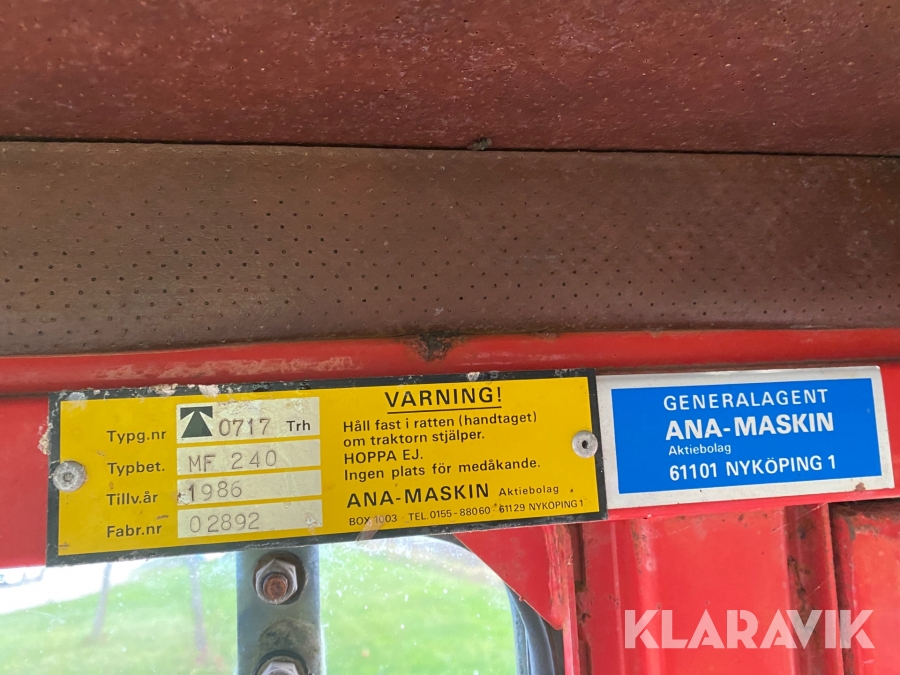 Typg.nr 0717 Trh
Typbet. MF 240
Tillv.år 1986
Fabr.nr 02892
VARNING!
Håll fast i ratten (handtaget)
om traktorn stjälper.
HOPPA EJ.
Ingen plats för medåkande.
ANA-MASKIN Aktiebolag
BOX 1003 TEL.0155-88060 61129 NYKÖPING 1
GENERALAGENT
ANA-MASKIN
Aktiebolag
61101 NYKÖPING 1
KLARAVIK